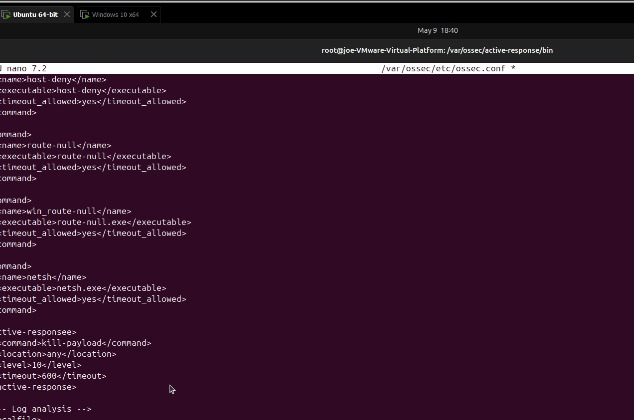 Ubuntu 64-bit
Windows 10 x64
May 9 18:40
root@joe-VMware-Virtual-Platform: /var/ossec/active-response/bin
U nano 7.2 /var/ossec/etc/ossec.conf *
<name>host-deny</name>
<executable>host-deny</executable>
<timeout_allowed>yes</timeout_allowed>
command>
ommand>
<name>route-null</name>
<executable>route-null</executable>
<timeout_allowed>yes</timeout_allowed>
command>
ommand>
<name>win_route-null</name>
<executable>route-null.exe</executable>
<timeout_allowed>yes</timeout_allowed>
command>
ommand>
<name>netsh</name>
<executable>netsh.exe</executable>
<timeout_allowed>yes</timeout_allowed>
command>
ctive-responsee>
<command>kill-payload</command>
<location>any</location>
<level>10</level>
<timeout>600</timeout>
active-response>
-- Log analysis -->
ocalfile>